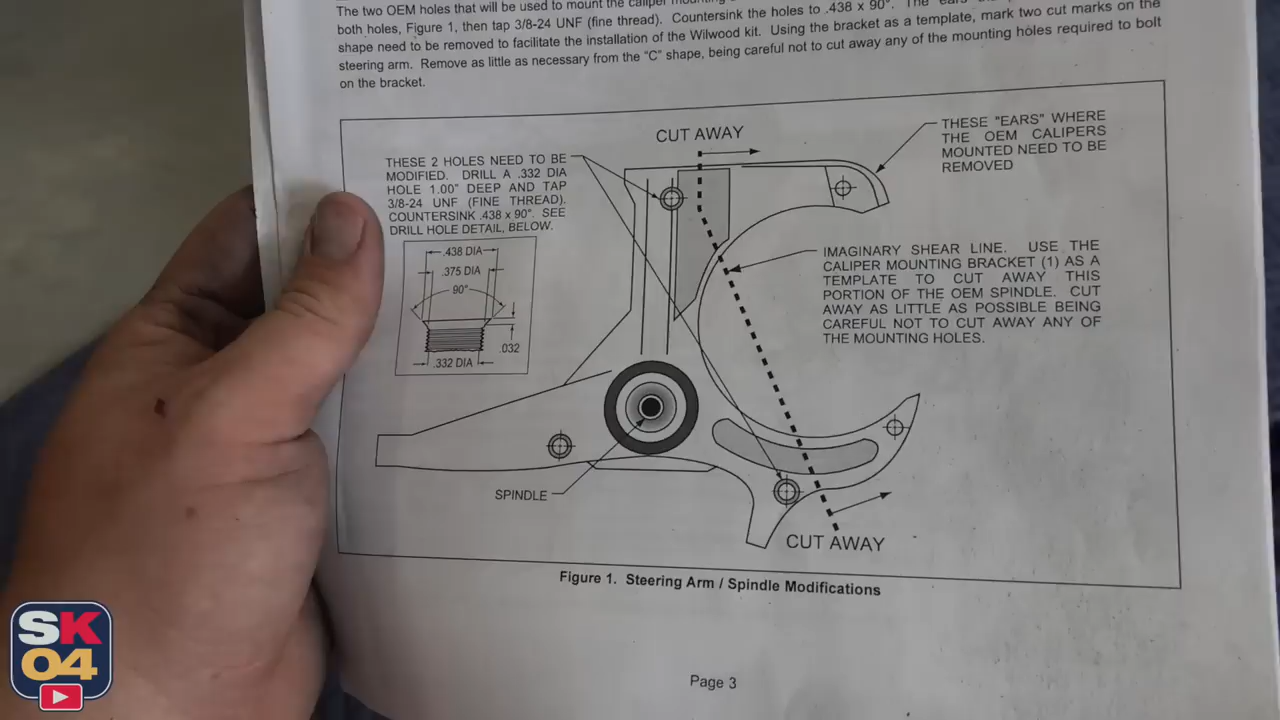 The two OEM holes that will be used to mount the caliper mounting
both holes, Figure 1, then tap 3/8-24 UNF (fine thread). Countersink the holes to .438 x 90°. The "ears"
shape need to be removed to facilitate the installation of the Wilwood kit. Using the bracket as a template, mark two cut marks on the
steering arm. Remove as little as necessary from the "C" shape, being careful not to cut away any of the mounting holes required to bolt
on the bracket.
CUT AWAY
THESE "EARS" WHERE
THE OEM CALIPERS
MOUNTED NEED TO BE
REMOVED
THESE 2 HOLES NEED TO BE
MODIFIED. DRILL A .332 DIA
HOLE 1.00" DEEP AND TAP
3/8-24 UNF (FINE THREAD).
COUNTERSINK .438 x 90°. SEE
DRILL HOLE DETAIL, BELOW.
.438 DIA
.375 DIA
90°
.032
.332 DIA
IMAGINARY SHEAR LINE. USE THE
CALIPER MOUNTING BRACKET (1) AS A
TEMPLATE TO CUT AWAY THIS
PORTION OF THE OEM SPINDLE. CUT
AWAY AS LITTLE AS POSSIBLE BEING
CAREFUL NOT TO CUT AWAY ANY OF
THE MOUNTING HOLES.
SPINDLE
CUT AWAY
Figure 1. Steering Arm / Spindle Modifications
Page 3
SK
04